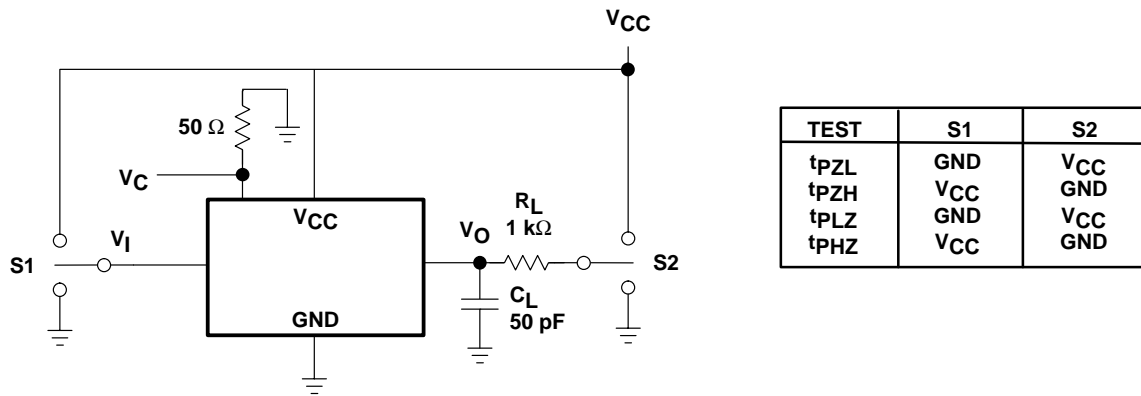 VCC
50 Ω
VC
VCC
GND
S1
VI
VO
RL
1 kΩ
CL
50 pF
S2
TEST S1 S2
tPZL GND VCC
tPZH VCC GND
tPLZ GND VCC
tPHZ VCC GND